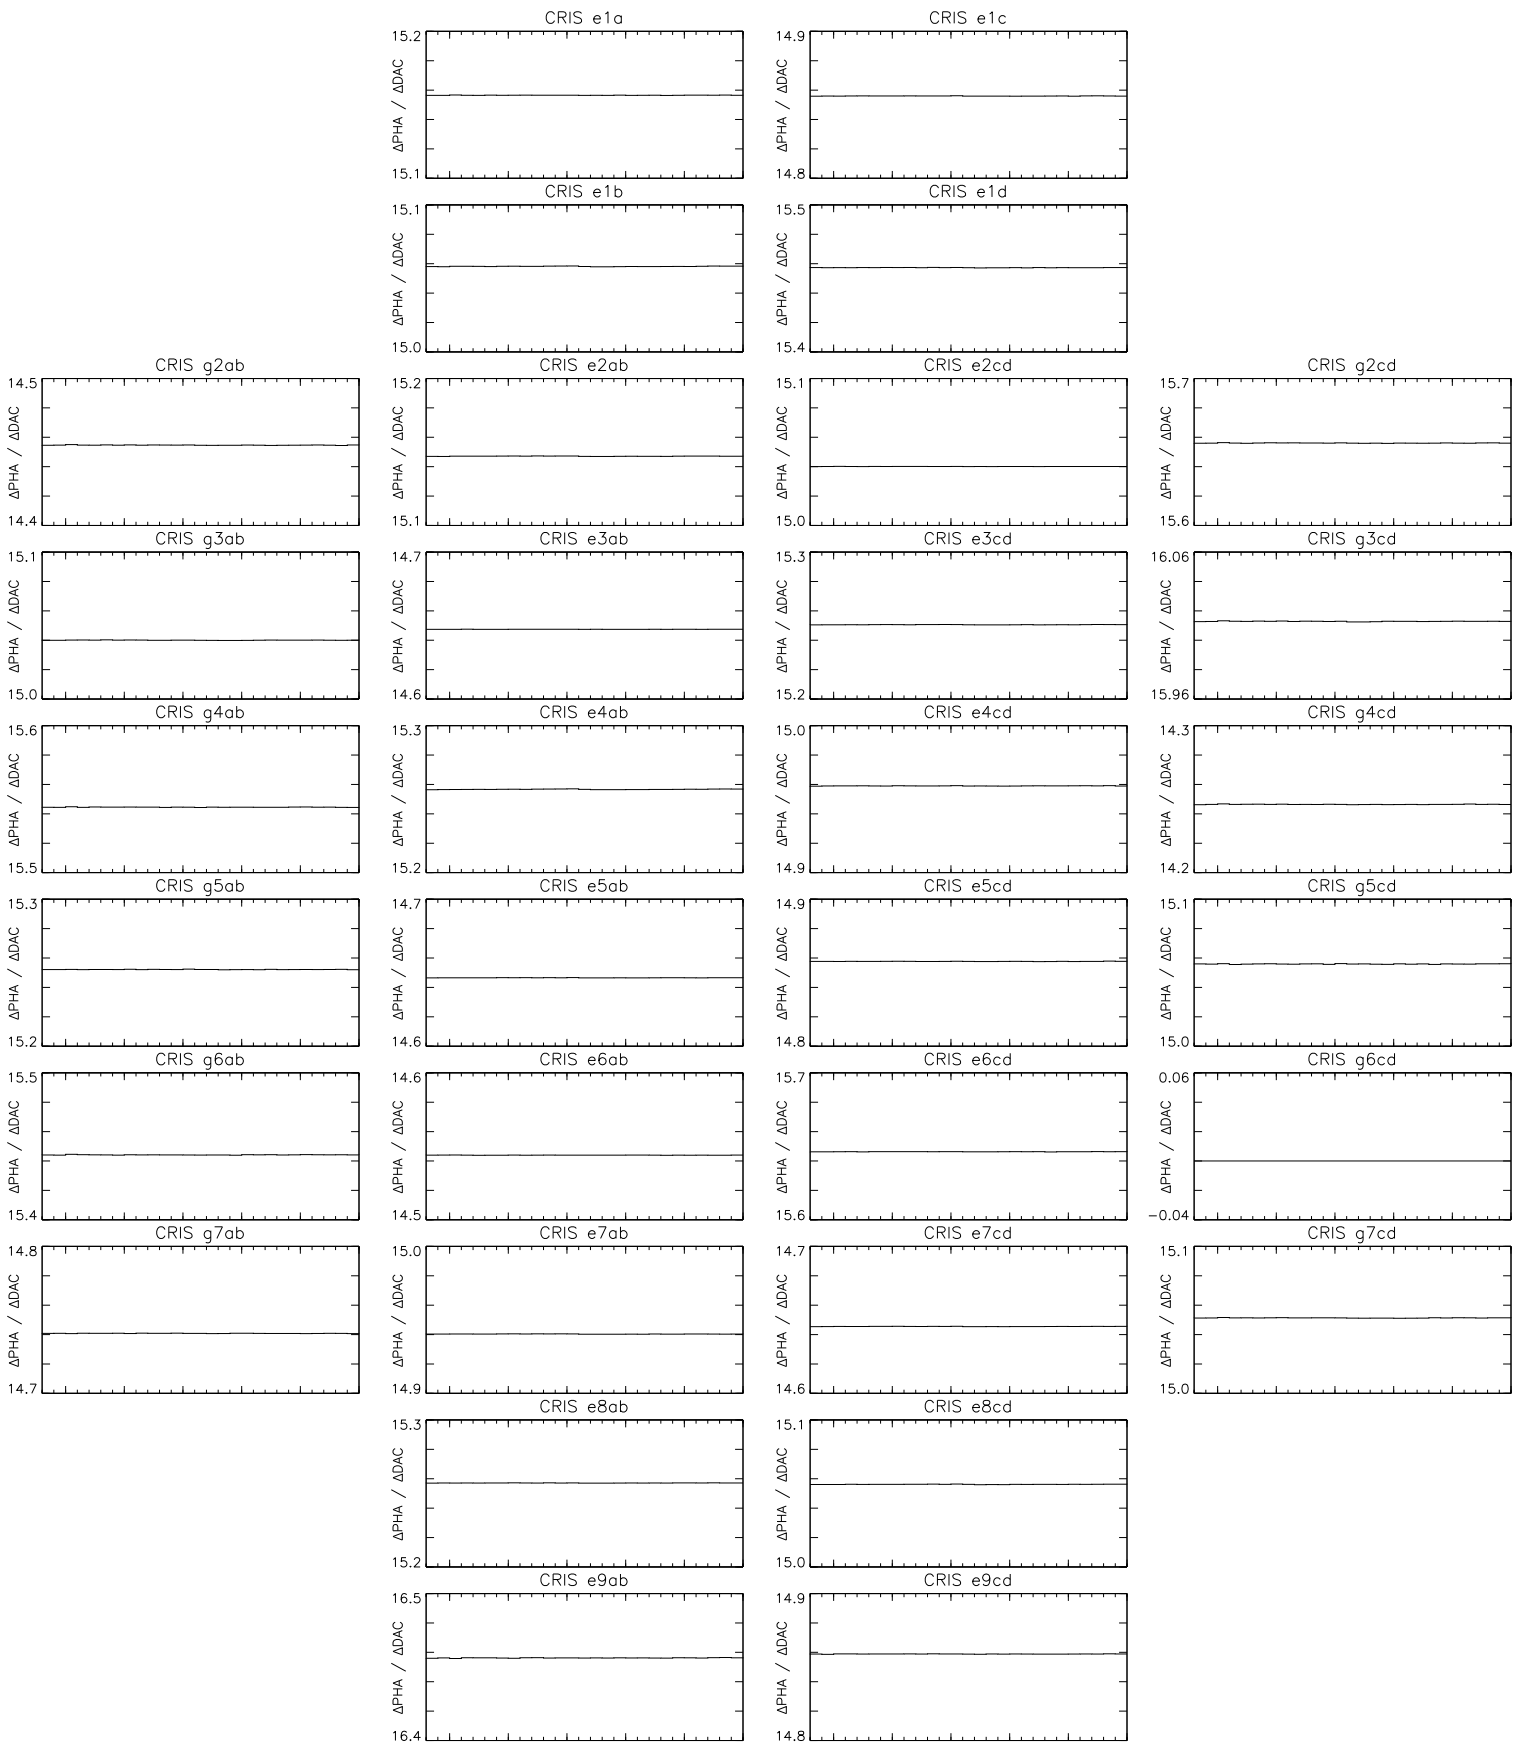 CRIS e1a
15.2
ΔPHA / ΔDAC
15.1
CRIS e1c
14.9
ΔPHA / ΔDAC
14.8
CRIS e1b
15.1
ΔPHA / ΔDAC
15.0
CRIS e1d
15.5
ΔPHA / ΔDAC
15.4
CRIS g2ab
14.5
ΔPHA / ΔDAC
14.4
CRIS e2ab
15.2
ΔPHA / ΔDAC
15.1
CRIS e2cd
15.1
ΔPHA / ΔDAC
15.0
CRIS g2cd
15.7
ΔPHA / ΔDAC
15.6
CRIS g3ab
15.1
ΔPHA / ΔDAC
15.0
CRIS e3ab
14.7
ΔPHA / ΔDAC
14.6
CRIS e3cd
15.3
ΔPHA / ΔDAC
15.2
CRIS g3cd
16.06
ΔPHA / ΔDAC
15.96
CRIS g4ab
15.6
ΔPHA / ΔDAC
15.5
CRIS e4ab
15.3
ΔPHA / ΔDAC
15.2
CRIS e4cd
15.0
ΔPHA / ΔDAC
14.9
CRIS g4cd
14.3
ΔPHA / ΔDAC
14.2
CRIS g5ab
15.3
ΔPHA / ΔDAC
15.2
CRIS e5ab
14.7
ΔPHA / ΔDAC
14.6
CRIS e5cd
14.9
ΔPHA / ΔDAC
14.8
CRIS g5cd
15.1
ΔPHA / ΔDAC
15.0
CRIS g6ab
15.5
ΔPHA / ΔDAC
15.4
CRIS e6ab
14.6
ΔPHA / ΔDAC
14.5
CRIS e6cd
15.7
ΔPHA / ΔDAC
15.6
CRIS g6cd
0.06
ΔPHA / ΔDAC
−0.04
CRIS g7ab
14.8
ΔPHA / ΔDAC
14.7
CRIS e7ab
15.0
ΔPHA / ΔDAC
14.9
CRIS e7cd
14.7
ΔPHA / ΔDAC
14.6
CRIS g7cd
15.1
ΔPHA / ΔDAC
15.0
CRIS e8ab
15.3
ΔPHA / ΔDAC
15.2
CRIS e8cd
15.1
ΔPHA / ΔDAC
15.0
CRIS e9ab
16.5
ΔPHA / ΔDAC
16.4
CRIS e9cd
14.9
ΔPHA / ΔDAC
14.8